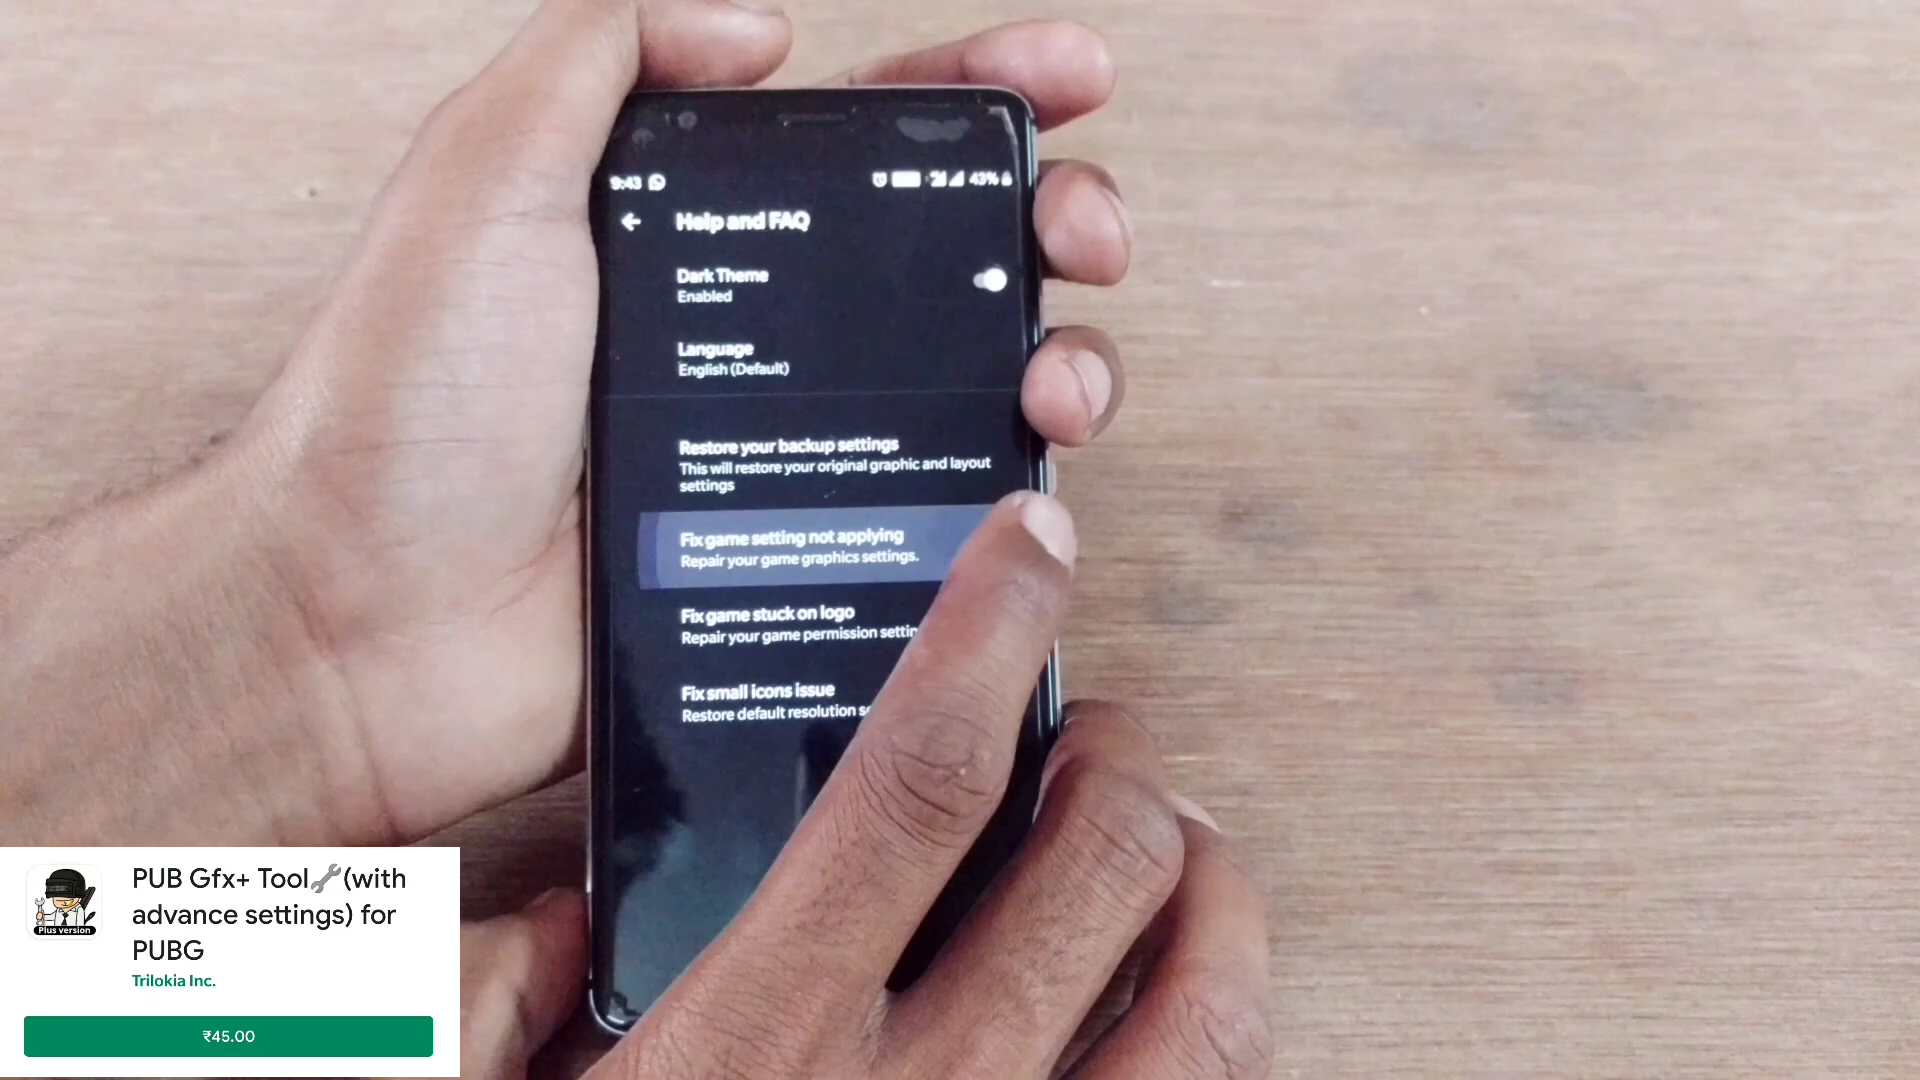 9:43
43%
Help and FAQ
Dark Theme
Enabled
Language
English (Default)
Restore your backup settings
This will restore your original graphic and layout
settings
Fix game setting not applying
Repair your game graphics settings.
Fix game stuck on logo
Repair your game permission
Fix small icons issue
Restore default resolution
PUB Gfx+ Tool🔧(with
advance settings) for
PUBG
Trilokia Inc.
Plus version
₹45.00